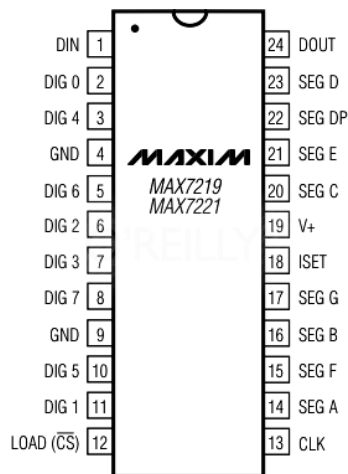 DIN 1 24 DOUT
DIG 0 2 23 SEG D
DIG 4 3 22 SEG DP
GND 4 MAXIM 21 SEG E
DIG 6 5 MAX7219 20 SEG C
MAX7221
DIG 2 6 19 V+
O'REILLY
DIG 3 7 18 ISET
DIG 7 8 17 SEG G
GND 9 16 SEG B
DIG 5 10 15 SEG F
DIG 1 11 14 SEG A
LOAD (C̅S̅) 12 13 CLK